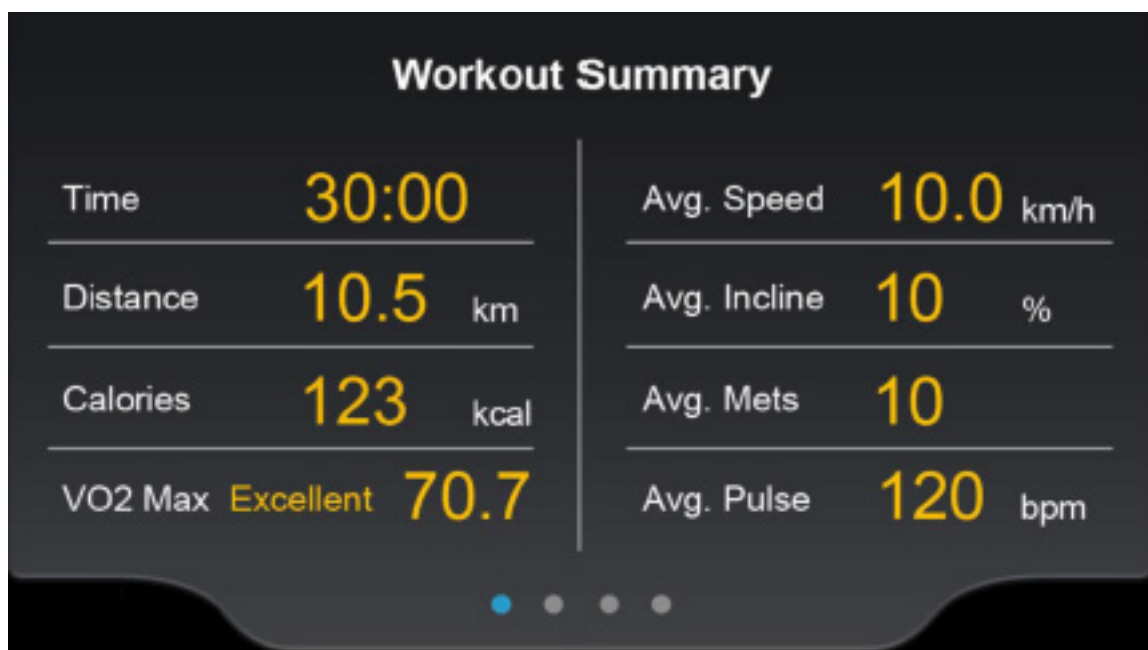 Workout Summary
Time 30:00
Distance 10.5 km
Calories 123 kcal
VO2 Max Excellent 70.7
Avg. Speed 10.0 km/h
Avg. Incline 10 %
Avg. Mets 10
Avg. Pulse 120 bpm